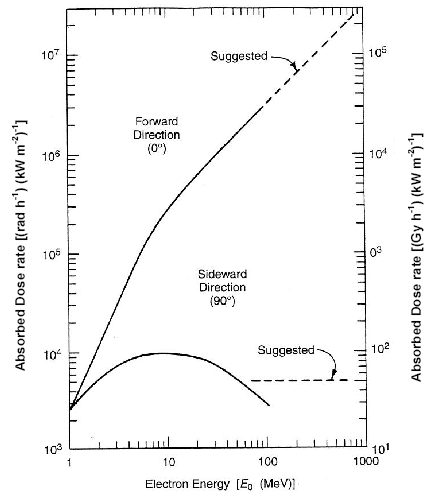 Absorbed Dose rate [(rad h⁻¹) (kW m⁻²)⁻¹]
10⁷
10⁶
10⁵
10⁴
10³
Suggested
Forward
Direction
(0°)
Sideward
Direction
(90°)
Suggested
10⁵
10⁴
10³
10²
10¹
Absorbed Dose rate [(Gy h⁻¹) (kW m⁻²)⁻¹]
1 10 100 1000
Electron Energy [E₀ (MeV)]